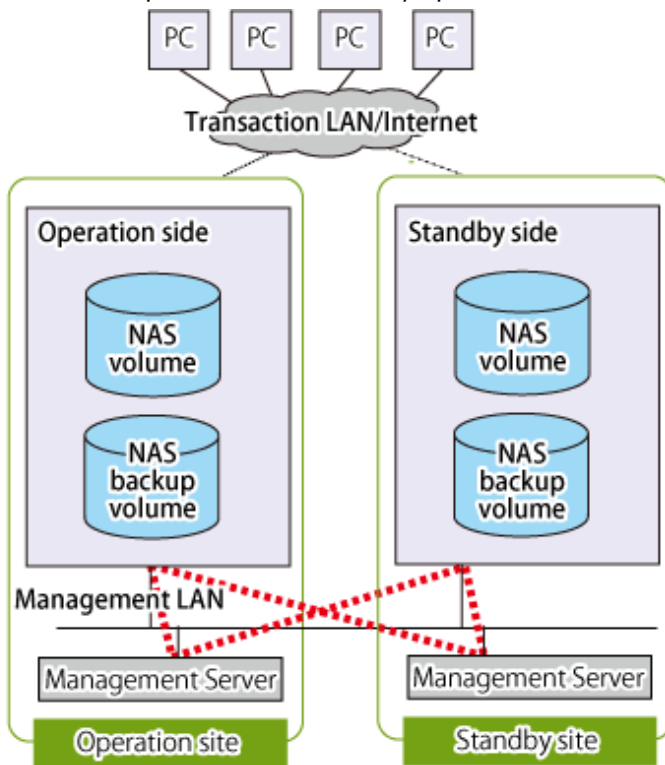 PC PC PC PC
Transaction LAN/Internet
Operation side
NAS
volume
NAS
backup
volume
Standby side
NAS
volume
NAS
backup
volume
Management LAN
Management Server
Management Server
Operation site
Standby site